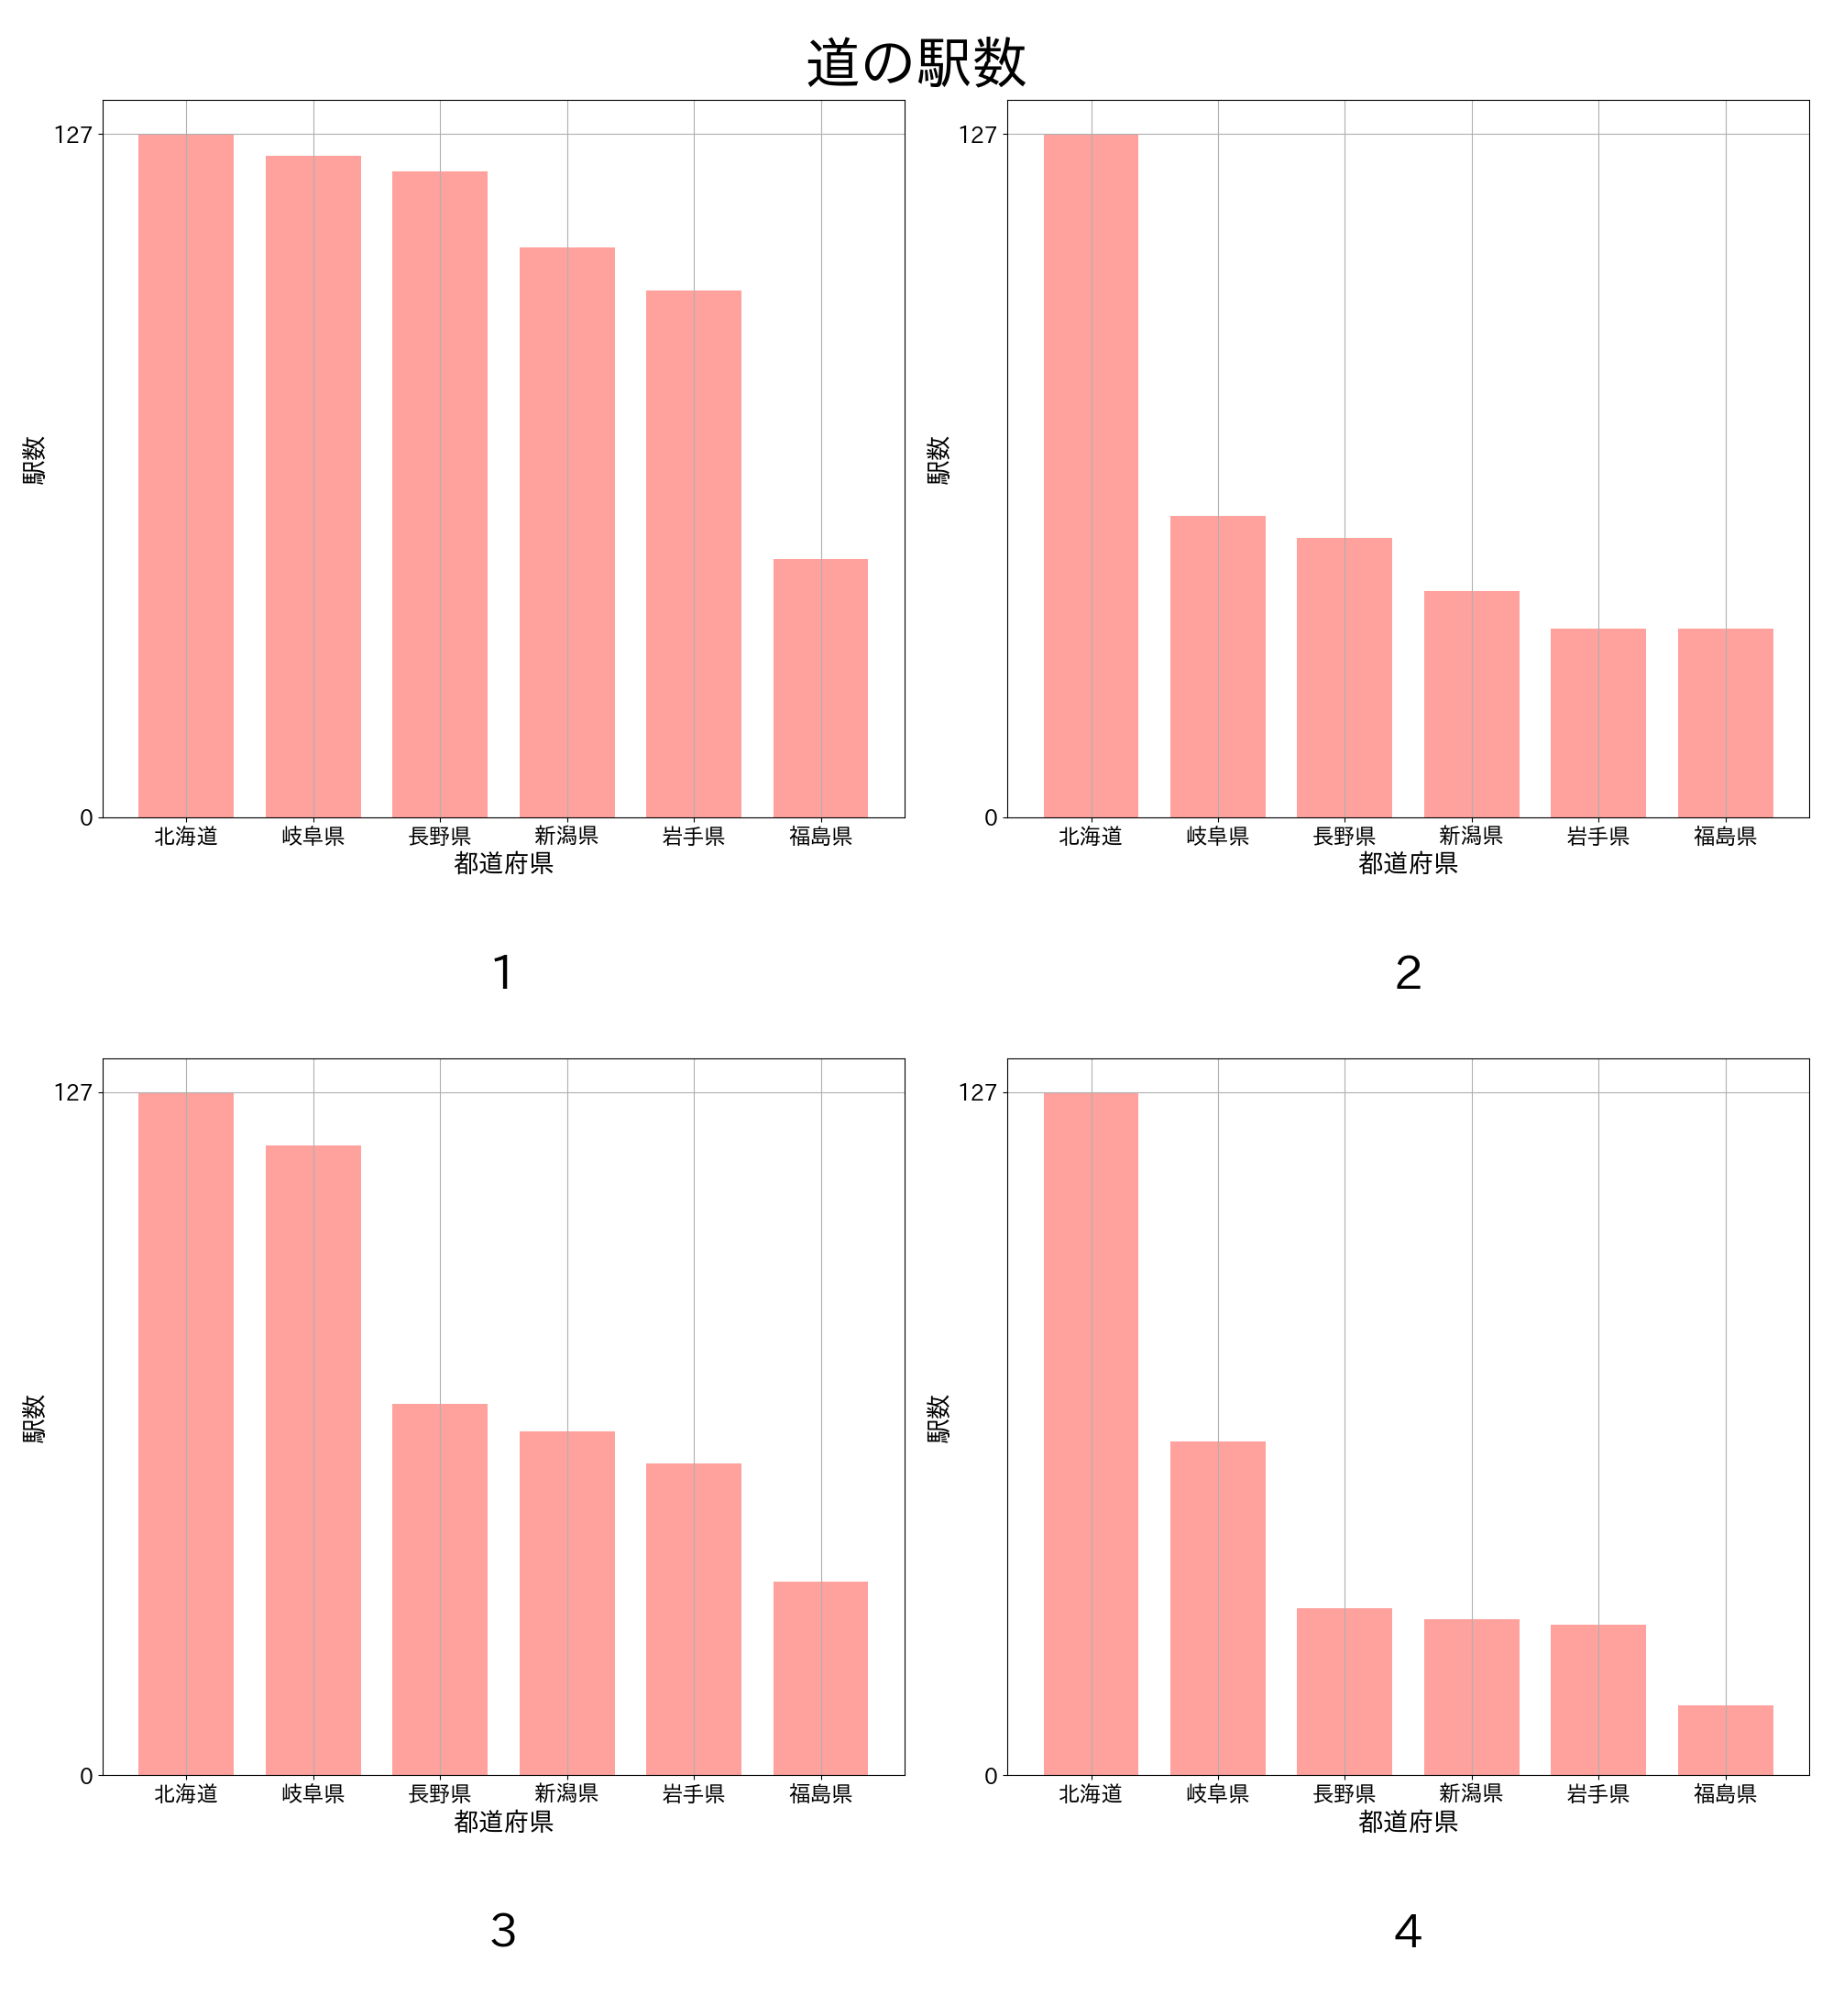 道の駅数
127
0
駅数
北海道 岐阜県 長野県 新潟県 岩手県 福島県
都道府県
1
127
0
駅数
北海道 岐阜県 長野県 新潟県 岩手県 福島県
都道府県
2
127
0
駅数
北海道 岐阜県 長野県 新潟県 岩手県 福島県
都道府県
3
127
0
駅数
北海道 岐阜県 長野県 新潟県 岩手県 福島県
都道府県
4